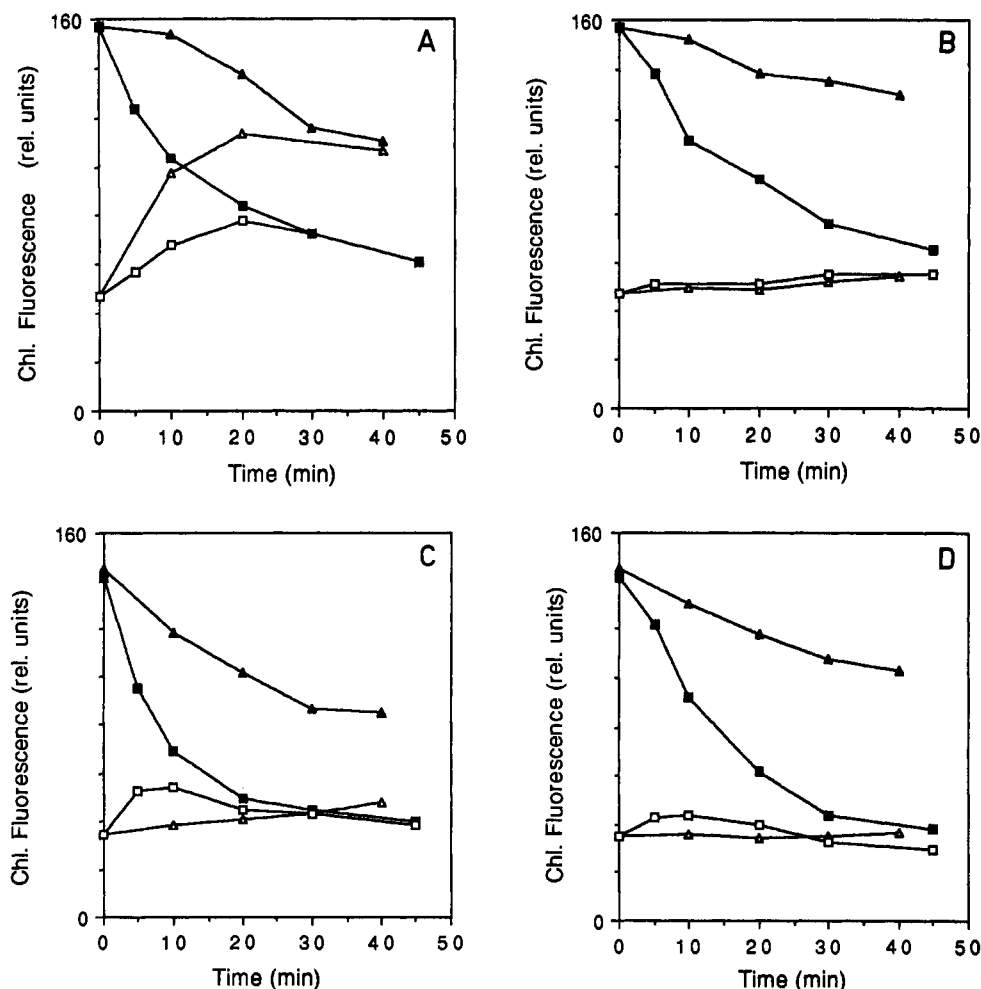 160
A
Chl. Fluorescence (rel. units)
0
0 10 20 30 40 50
Time (min)
160
B
Chl. Fluorescence (rel. units)
0
0 10 20 30 40 50
Time (min)
160
C
Chl. Fluorescence (rel. units)
0
0 10 20 30 40 50
Time (min)
160
D
Chl. Fluorescence (rel. units)
0
0 10 20 30 40 50
Time (min)